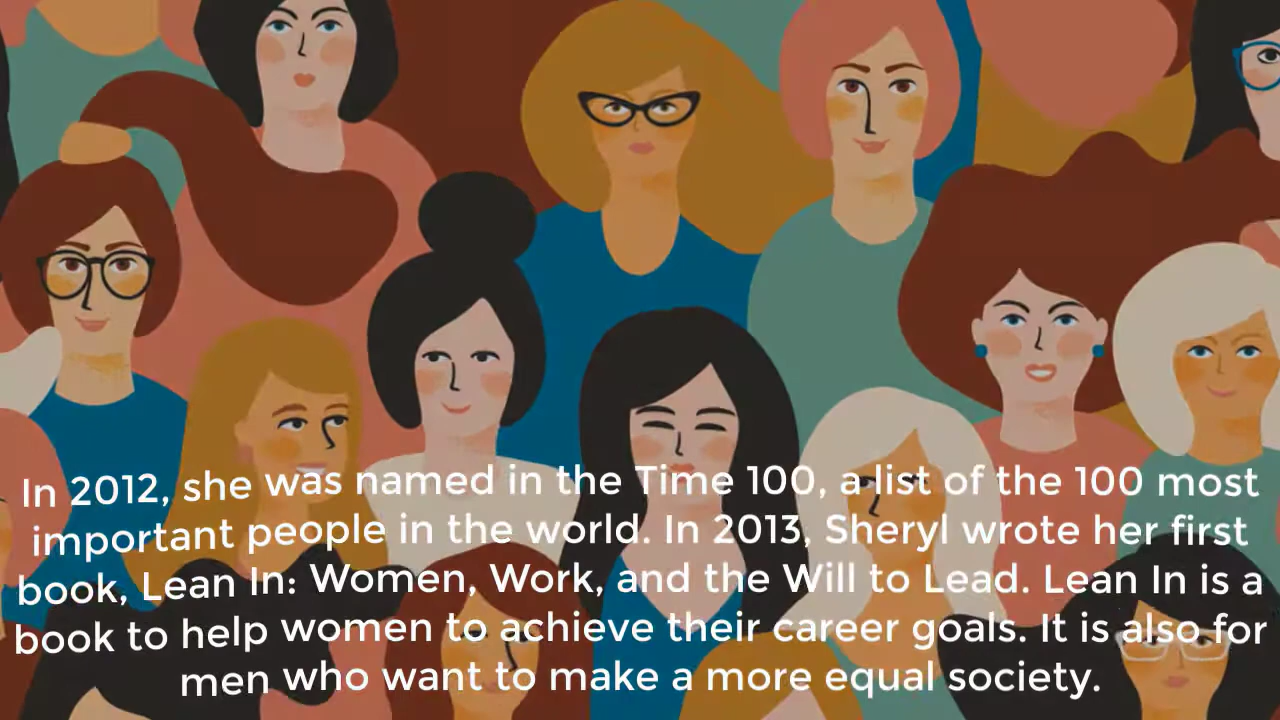 In 2012, she was named in the Time 100, a list of the 100 most
important people in the world. In 2013, Sheryl wrote her first
book, Lean In: Women, Work, and the Will to Lead. Lean In is a
book to help women to achieve their career goals. It is also for
men who want to make a more equal society.